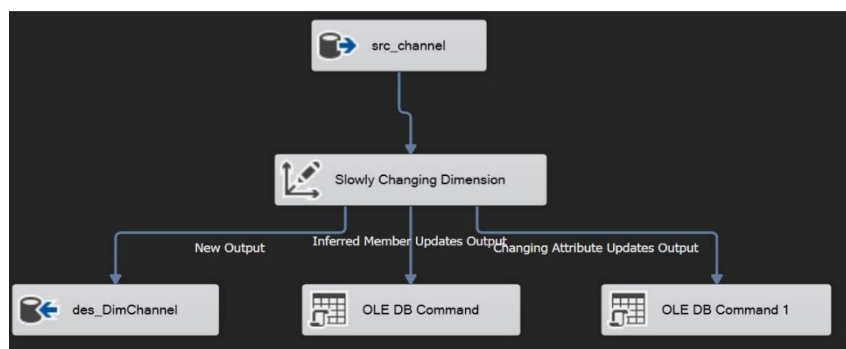 src_channel
Slowly Changing Dimension
New Output
Inferred Member Updates Output
Changing Attribute Updates Output
des_DimChannel
OLE DB Command
OLE DB Command 1